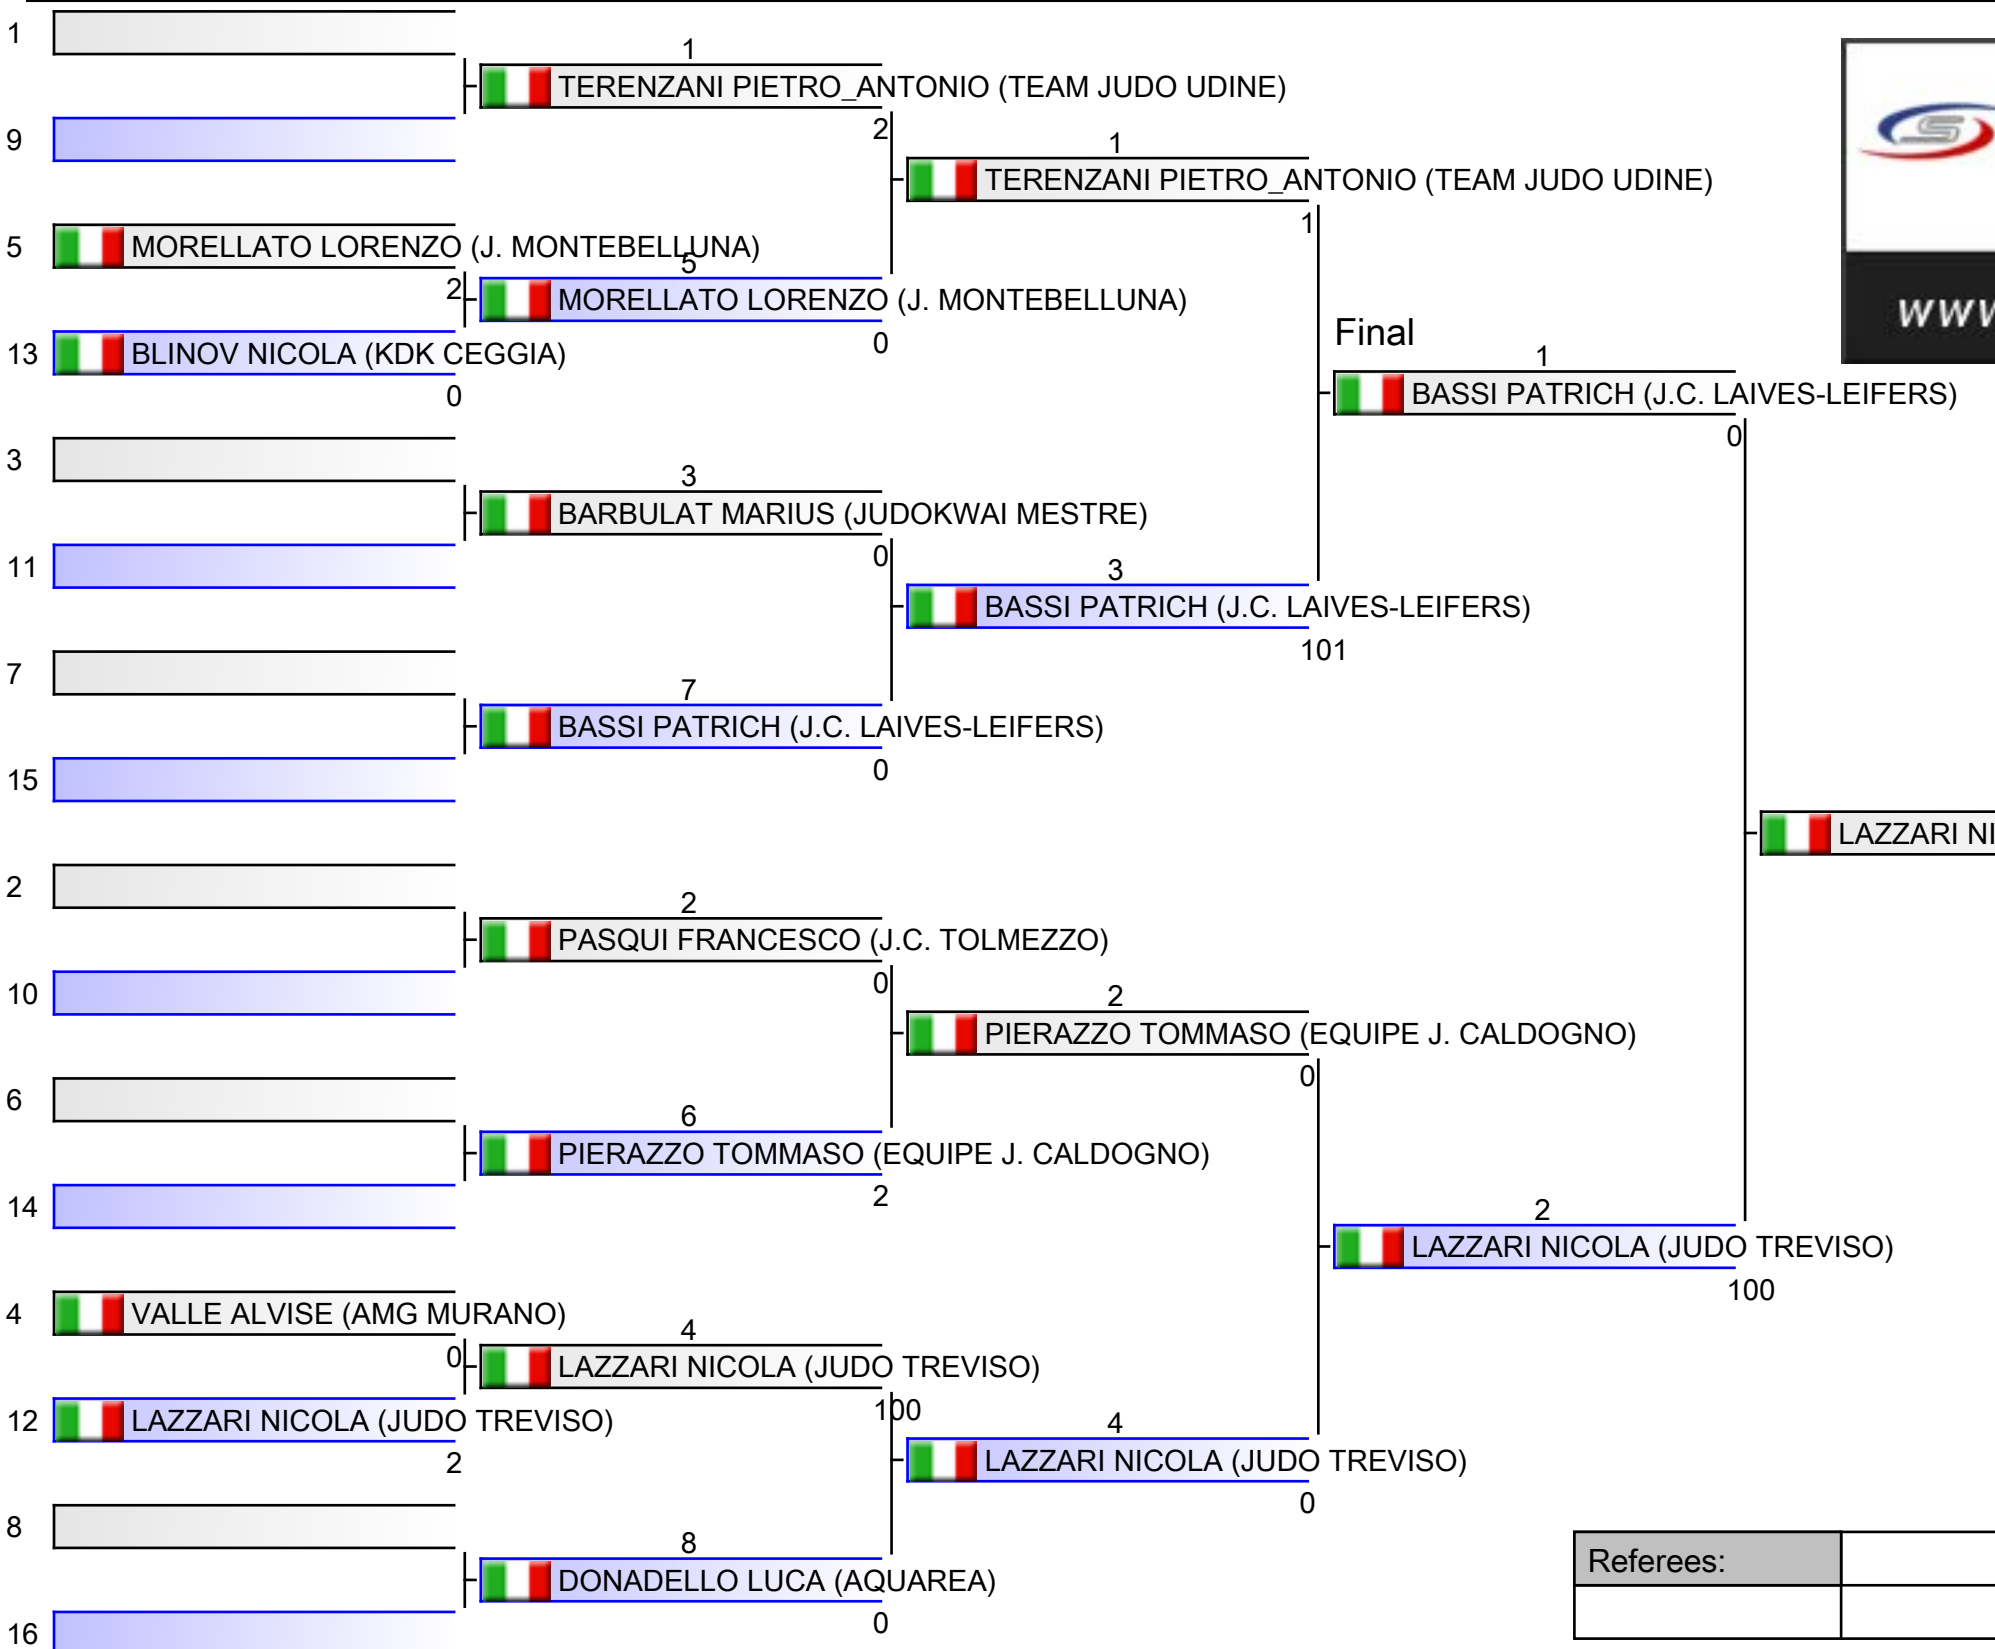 1
1
TERENZANI PIETRO_ANTONIO (TEAM JUDO UDINE)
9
2
1
TERENZANI PIETRO_ANTONIO (TEAM JUDO UDINE)
1
5
MORELLATO LORENZO (J. MONTEBELLUNA)
5
2
MORELLATO LORENZO (J. MONTEBELLUNA)
0
13
BLINOV NICOLA (KDK CEGGIA)
0
WWW
Final
1
BASSI PATRICH (J.C. LAIVES-LEIFERS)
0
3
3
BARBULAT MARIUS (JUDOKWAI MESTRE)
0
11
3
BASSI PATRICH (J.C. LAIVES-LEIFERS)
101
7
7
BASSI PATRICH (J.C. LAIVES-LEIFERS)
0
15
LAZZARI NI
2
2
PASQUI FRANCESCO (J.C. TOLMEZZO)
0
10
2
PIERAZZO TOMMASO (EQUIPE J. CALDOGNO)
0
6
6
PIERAZZO TOMMASO (EQUIPE J. CALDOGNO)
2
14
2
LAZZARI NICOLA (JUDO TREVISO)
100
4
VALLE ALVISE (AMG MURANO)
4
0
LAZZARI NICOLA (JUDO TREVISO)
100
12
LAZZARI NICOLA (JUDO TREVISO)
2
4
LAZZARI NICOLA (JUDO TREVISO)
0
8
8
DONADELLO LUCA (AQUAREA)
0
16
Referees: